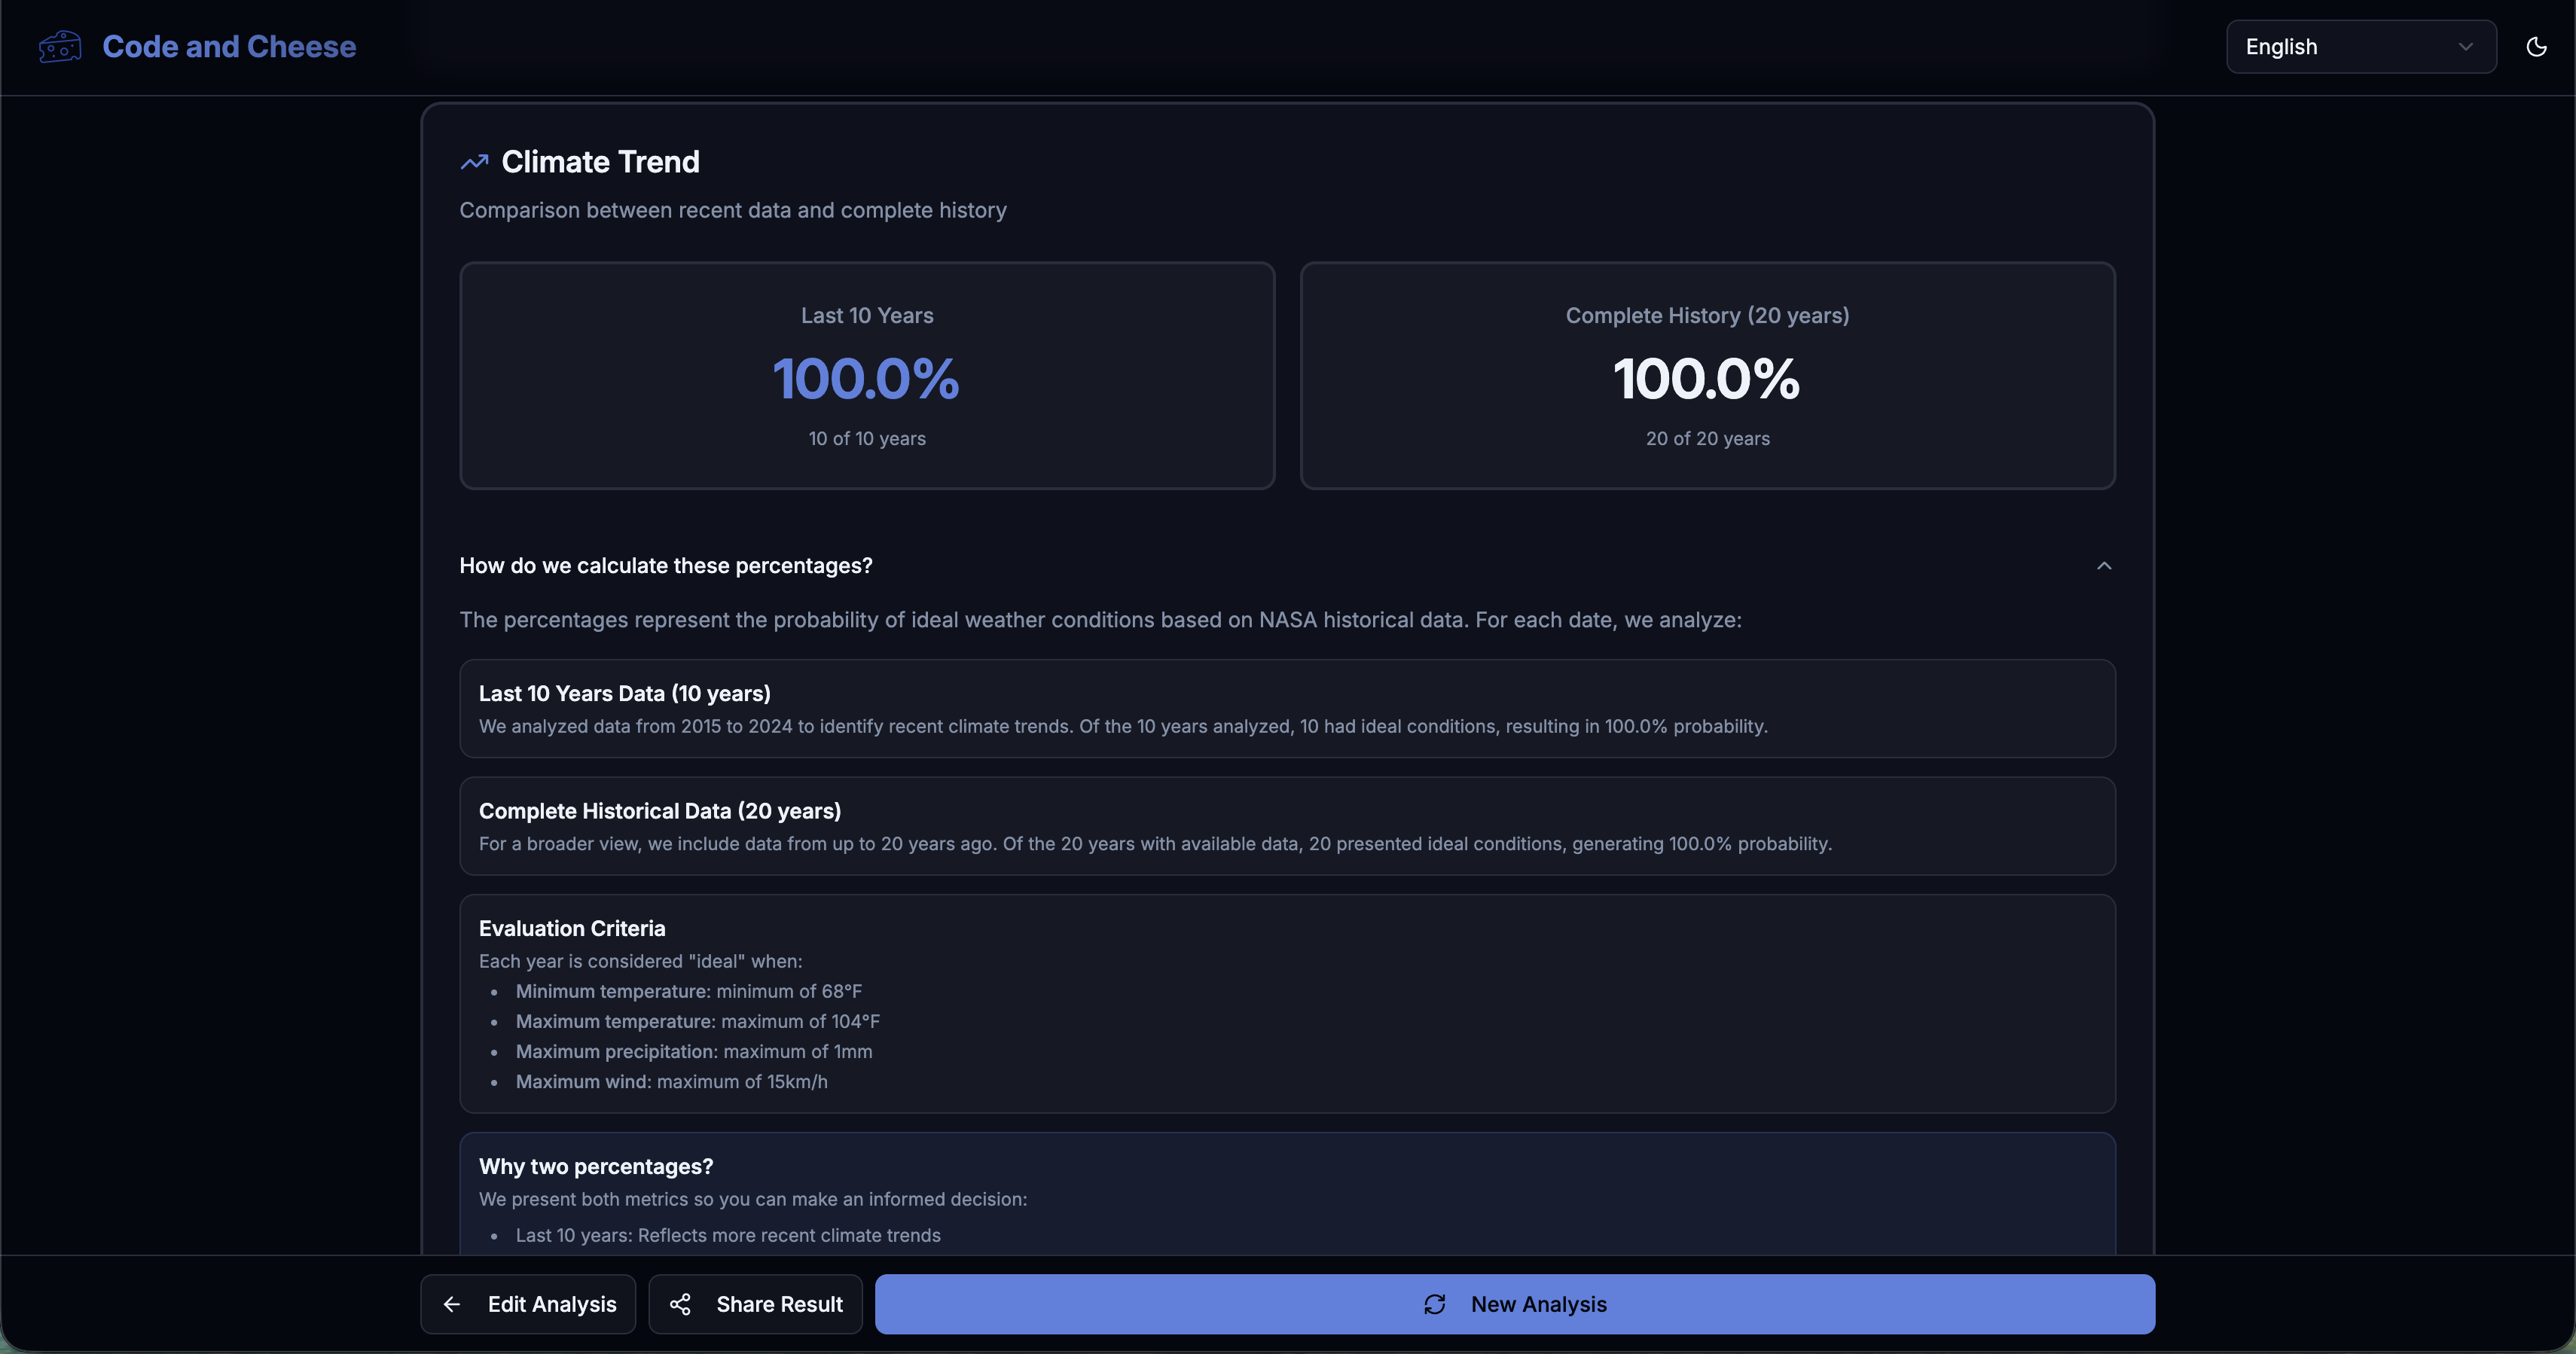 Code and Cheese
English
Climate Trend
Comparison between recent data and complete history
Last 10 Years
100.0%
10 of 10 years
Complete History (20 years)
100.0%
20 of 20 years
How do we calculate these percentages?
The percentages represent the probability of ideal weather conditions based on NASA historical data. For each date, we analyze:
Last 10 Years Data (10 years)
We analyzed data from 2015 to 2024 to identify recent climate trends. Of the 10 years analyzed, 10 had ideal conditions, resulting in 100.0% probability.
Complete Historical Data (20 years)
For a broader view, we include data from up to 20 years ago. Of the 20 years with available data, 20 presented ideal conditions, generating 100.0% probability.
Evaluation Criteria
Each year is considered "ideal" when:
• Minimum temperature: minimum of 68°F
• Maximum temperature: maximum of 104°F
• Maximum precipitation: maximum of 1mm
• Maximum wind: maximum of 15km/h
Why two percentages?
We present both metrics so you can make an informed decision:
• Last 10 years: Reflects more recent climate trends
Edit Analysis
Share Result
New Analysis